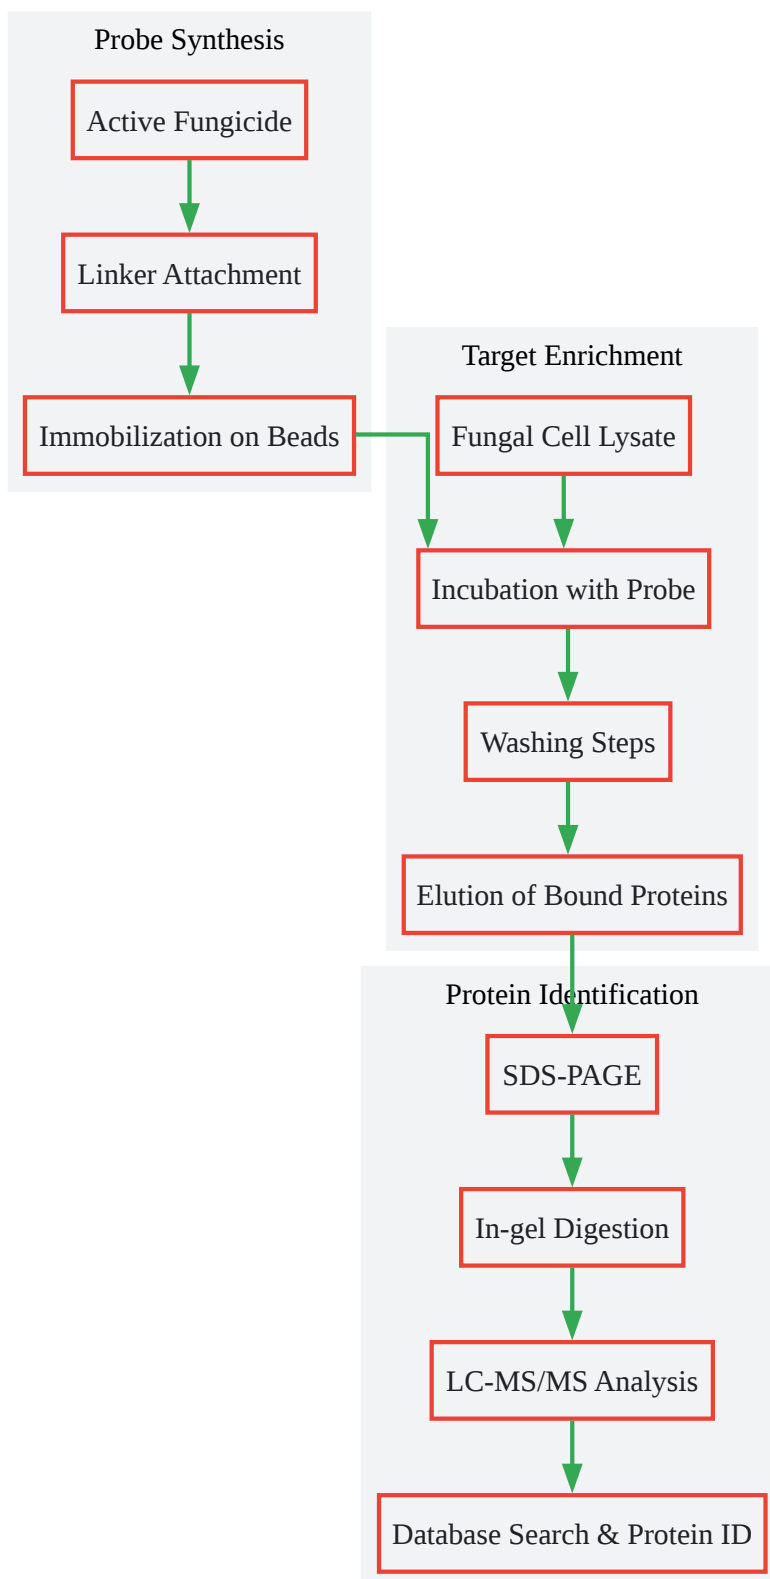 Probe Synthesis
Active Fungicide
Linker Attachment
Immobilization on Beads
Target Enrichment
Fungal Cell Lysate
Incubation with Probe
Washing Steps
Elution of Bound Proteins
Protein Identification
SDS-PAGE
In-gel Digestion
LC-MS/MS Analysis
Database Search & Protein ID